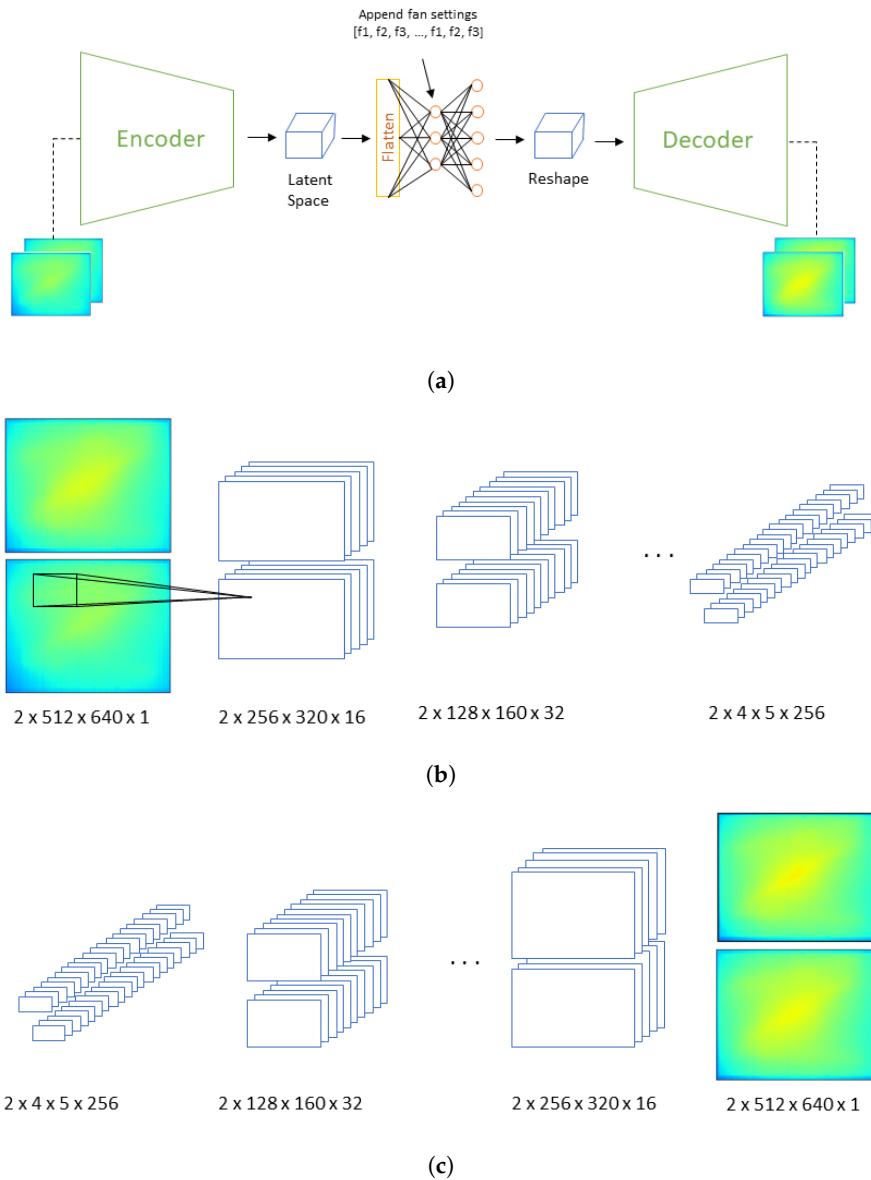 Append fan settings
[f1, f2, f3, ..., f1, f2, f3]
Encoder
Latent
Space
Flatten
Reshape
Decoder
(a)
. . .
2 x 512 x 640 x 1
2 x 256 x 320 x 16
2 x 128 x 160 x 32
2 x 4 x 5 x 256
(b)
. . .
2 x 4 x 5 x 256
2 x 128 x 160 x 32
2 x 256 x 320 x 16
2 x 512 x 640 x 1
(c)